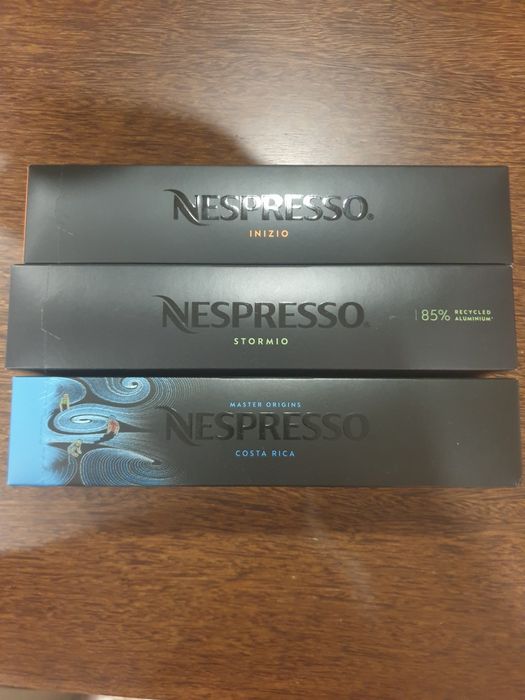 NESPRESSO®
INIZIO
NESPRESSO®
STORMIO
85% RECYCLED
ALUMINIUM*
MASTER ORIGINS
NESPRESSO
COSTA RICA